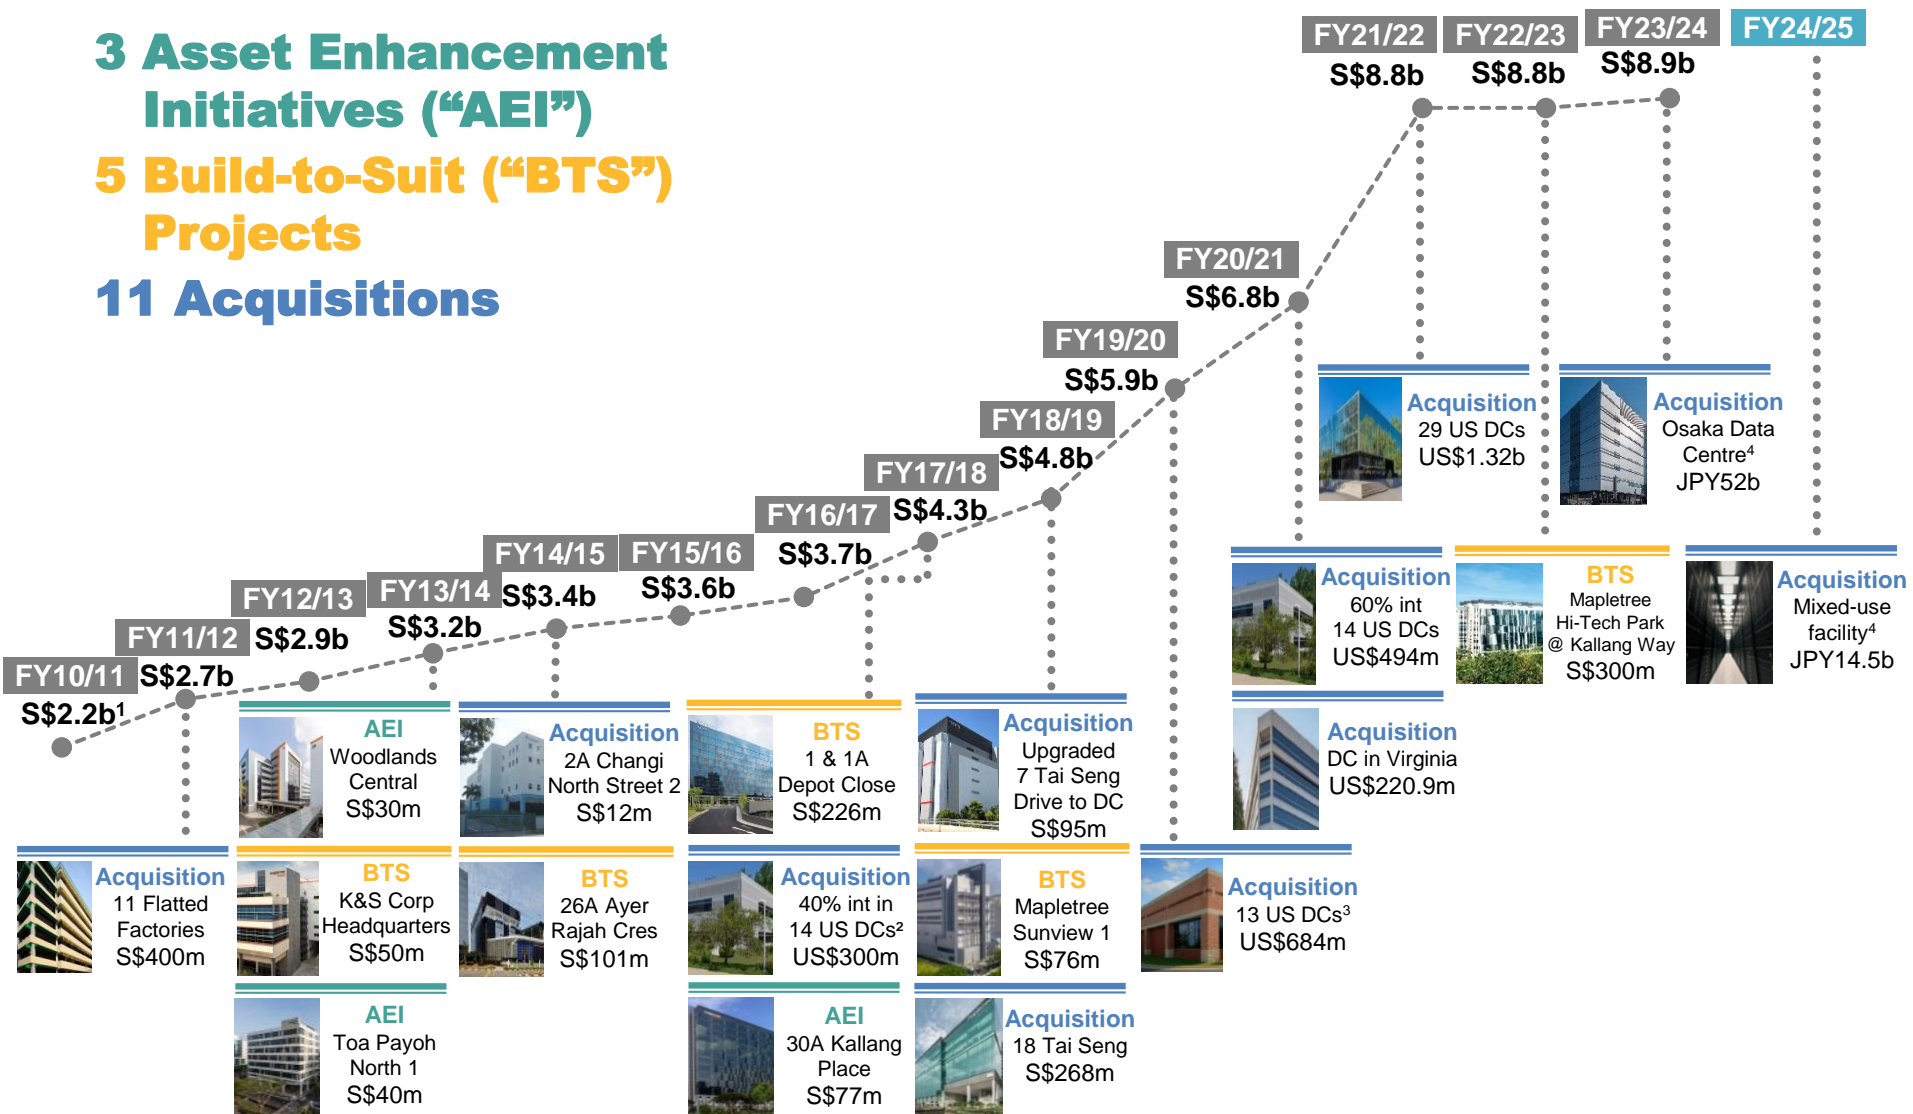 3 Asset Enhancement
Initiatives (“AEI”)
5 Build-to-Suit (“BTS”)
Projects
11 Acquisitions
FY10/11
S$2.2b¹
FY11/12
S$2.7b
FY12/13
S$2.9b
FY13/14
S$3.2b
FY14/15
S$3.4b
FY15/16
S$3.6b
FY16/17
S$3.7b
FY17/18
S$4.3b
FY18/19
S$4.8b
FY19/20
S$5.9b
FY20/21
S$6.8b
FY21/22
S$8.8b
FY22/23
S$8.8b
FY23/24
S$8.9b
FY24/25
Acquisition
11 Flatted
Factories
S$400m
AEI
Woodlands
Central
S$30m
BTS
K&S Corp
Headquarters
S$50m
AEI
Toa Payoh
North 1
S$40m
Acquisition
2A Changi
North Street 2
S$12m
BTS
26A Ayer
Rajah Cres
S$101m
BTS
1 & 1A
Depot Close
S$226m
Acquisition
40% int in
14 US DCs²
US$300m
AEI
30A Kallang
Place
S$77m
Acquisition
Upgraded
7 Tai Seng
Drive to DC
S$95m
BTS
Mapletree
Sunview 1
S$76m
Acquisition
18 Tai Seng
S$268m
Acquisition
13 US DCs³
US$684m
Acquisition
60% int
14 US DCs
US$494m
Acquisition
DC in Virginia
US$220.9m
Acquisition
29 US DCs
US$1.32b
BTS
Mapletree
Hi-Tech Park
@ Kallang Way
S$300m
Acquisition
Osaka Data
Centre⁴
JPY52b
Acquisition
Mixed-use
facility⁴
JPY14.5b